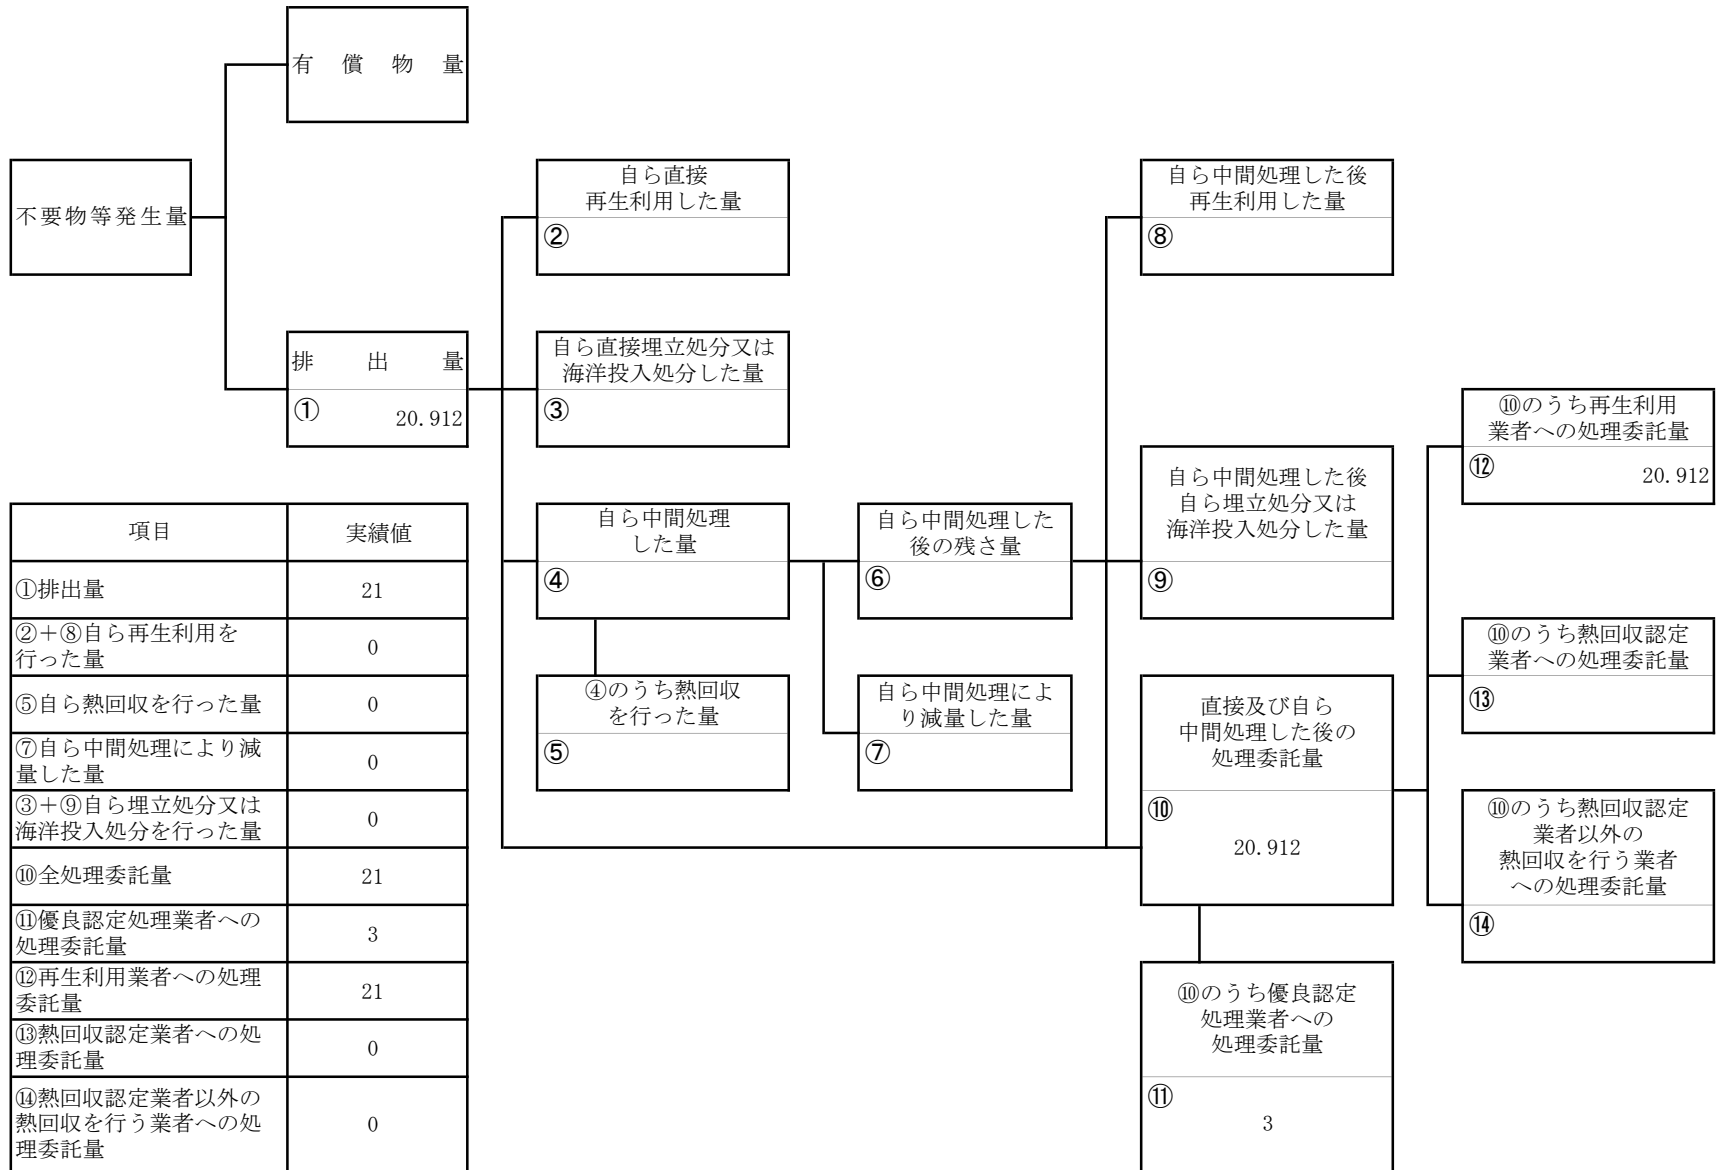 有償物量
不要物等発生量
排出量
① 20.912
自ら直接
再生利用した量
②
自ら直接埋立処分又は
海洋投入処分した量
③
自ら中間処理
した量
④
④のうち熱回収
を行った量
⑤
自ら中間処理した
後の残さ量
⑥
自ら中間処理によ
り減量した量
⑦
自ら中間処理した後
再生利用した量
⑧
自ら中間処理した後
自ら埋立処分又は
海洋投入処分した量
⑨
直接及び自ら
中間処理した後の
処理委託量
⑩
20.912
⑩のうち優良認定
処理業者への
処理委託量
⑪
3
⑩のうち再生利用
業者への処理委託量
⑫ 20.912
⑩のうち熱回収認定
業者への処理委託量
⑬
⑩のうち熱回収認定
業者以外の
熱回収を行う業者
への処理委託量
⑭
項目 実績値
①排出量 21
②+⑧自ら再生利用を
行った量 0
⑤自ら熱回収を行った量 0
⑦自ら中間処理により減
量した量 0
③+⑨自ら埋立処分又は
海洋投入処分を行った量 0
⑩全処理委託量 21
⑪優良認定処理業者への
処理委託量 3
⑫再生利用業者への処理
委託量 21
⑬熱回収認定業者への処
理委託量 0
⑭熱回収認定業者以外の
熱回収を行う業者への処
理委託量 0